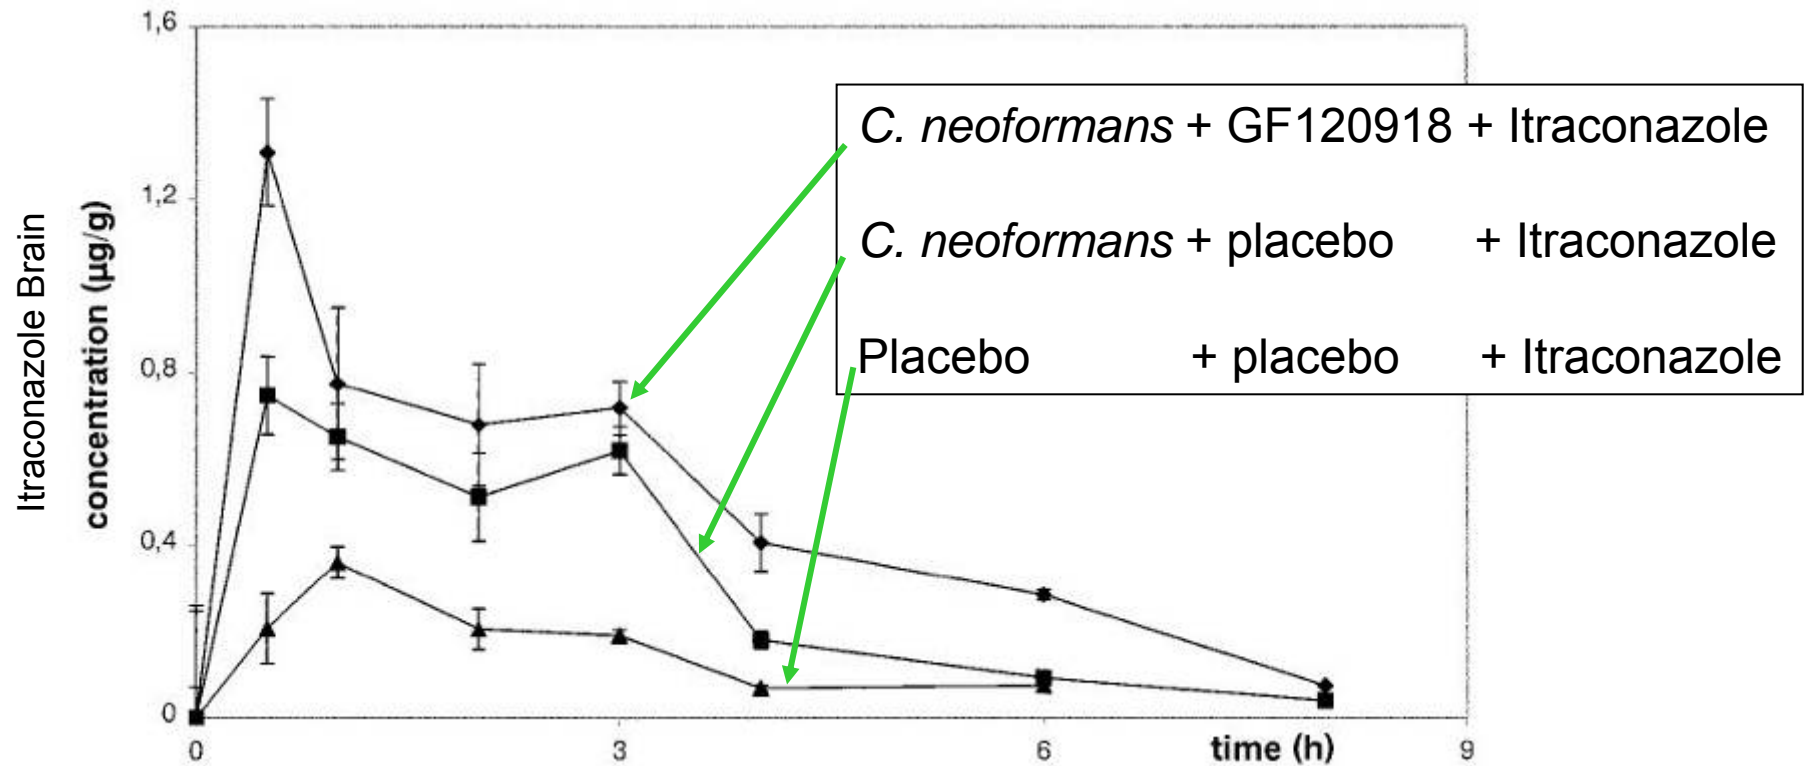 Itraconazole Brain
concentration (µg/g)
1,6
1,2
0,8
0,4
0
0
3
6
9
time (h)
C. neoformans + GF120918 + Itraconazole
C. neoformans + placebo + Itraconazole
Placebo + placebo + Itraconazole